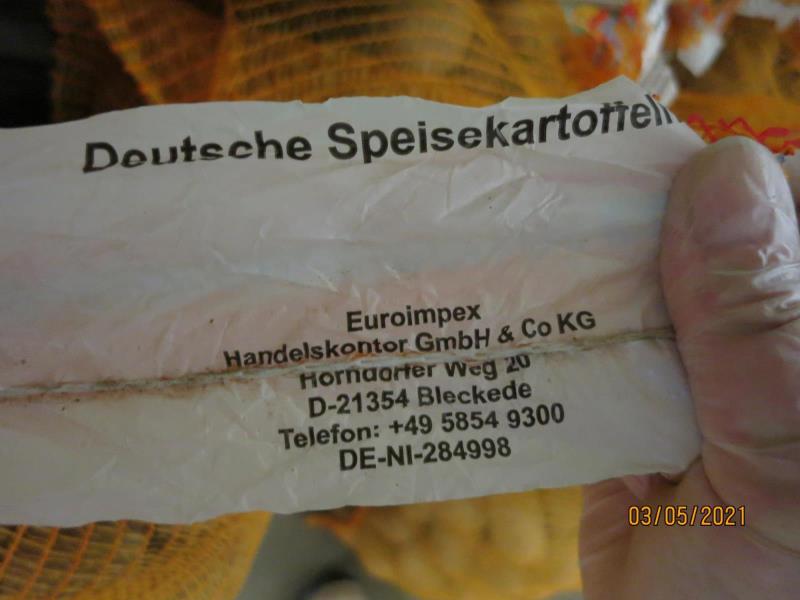 Deutsche Speisekartoffeln
Euroimpex
Handelskontor GmbH & Co KG
Horndorfer Weg 20
D-21354 Bleckede
Telefon: +49 5854 9300
DE-NI-284998
03/05/2021